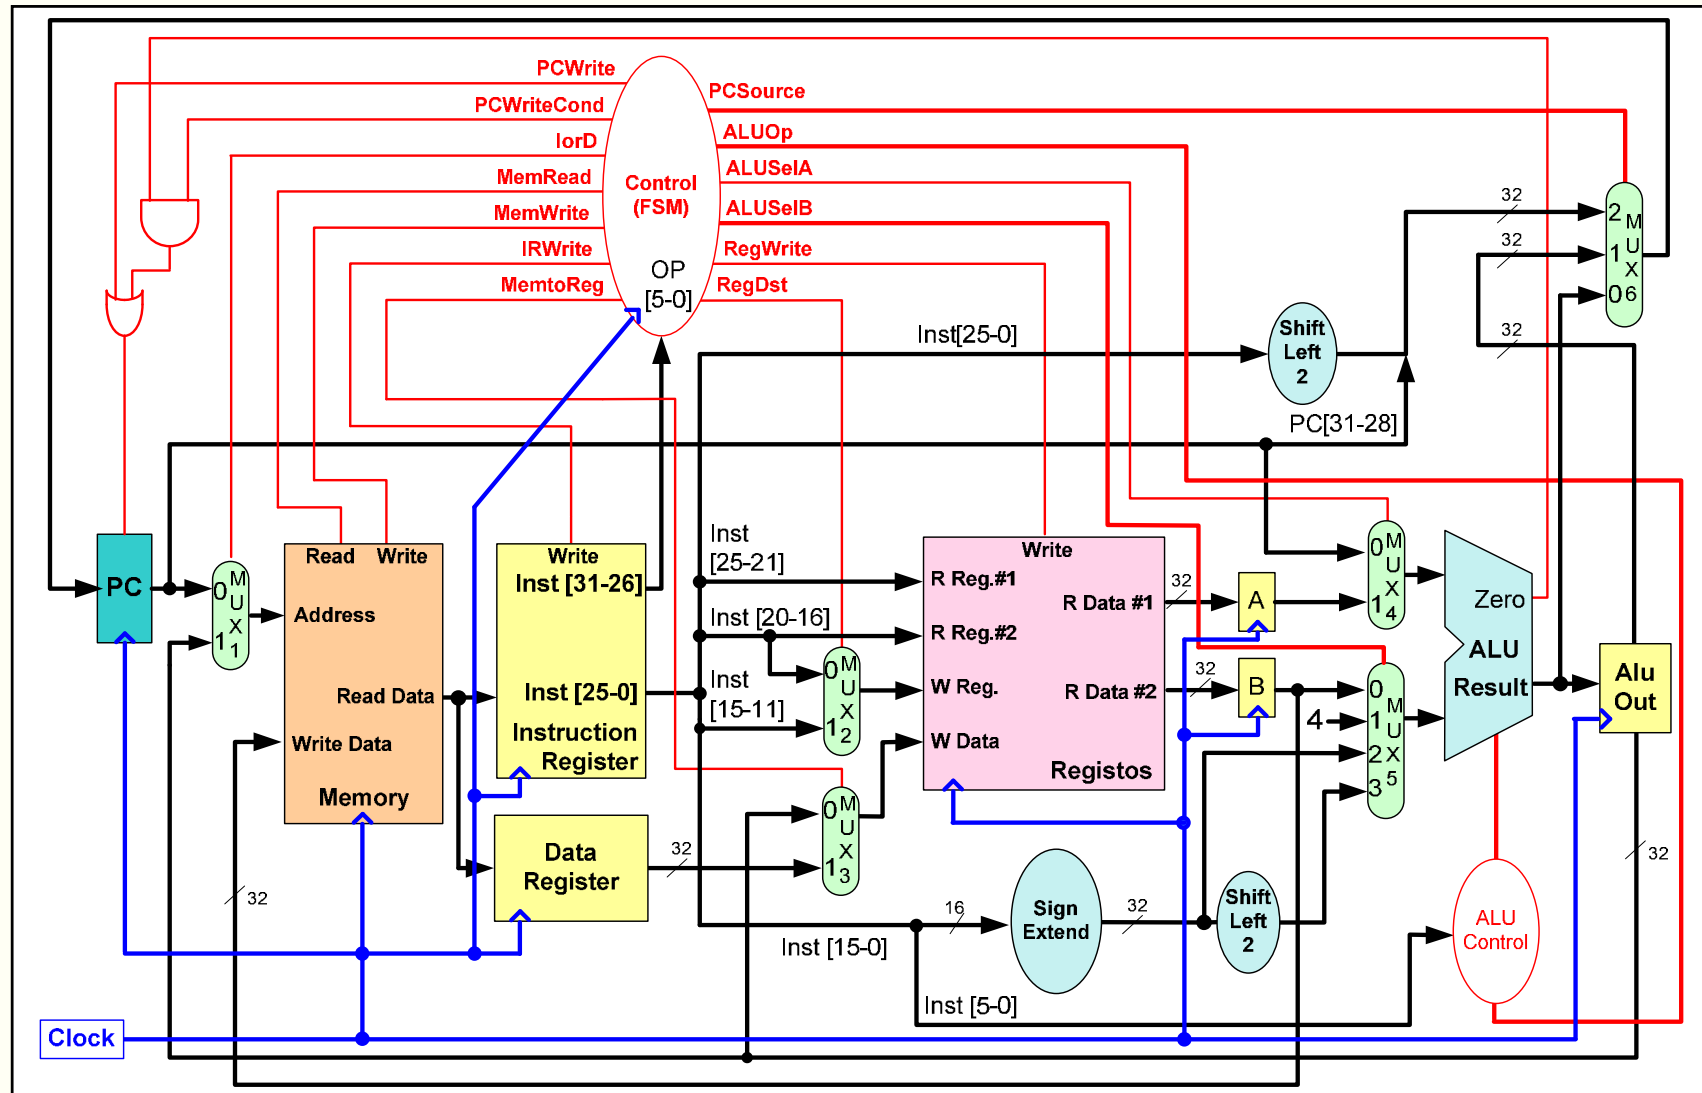 PCWrite
PCWriteCond
IorD
MemRead
MemWrite
IRWrite
MemtoReg
Control
(FSM)
OP
[5-0]
PCSource
ALUOp
ALUSelA
ALUSelB
RegWrite
RegDst
Inst[25-0]
Shift
Left
2
PC[31-28]
32
32
32
2
1
0
M
U
X
6
PC
0
1
M
U
X
1
Read Write
Address
Read Data
Write Data
Memory
32
Write
Inst [31-26]
Inst [25-0]
Instruction
Register
Data
Register
32
Inst
[25-21]
Inst [20-16]
Inst
[15-11]
0
1
M
U
X
2
0
1
M
U
X
3
Write
R Reg.#1
R Data #1
R Reg.#2
W Reg.
R Data #2
W Data
Registos
32
A
32
B
0
1
M
U
X
4
4
0
1
2
3
M
U
X
5
Zero
ALU
Result
Alu
Out
32
Inst [15-0]
16
Sign
Extend
32
Shift
Left
2
ALU
Control
Inst [5-0]
Clock